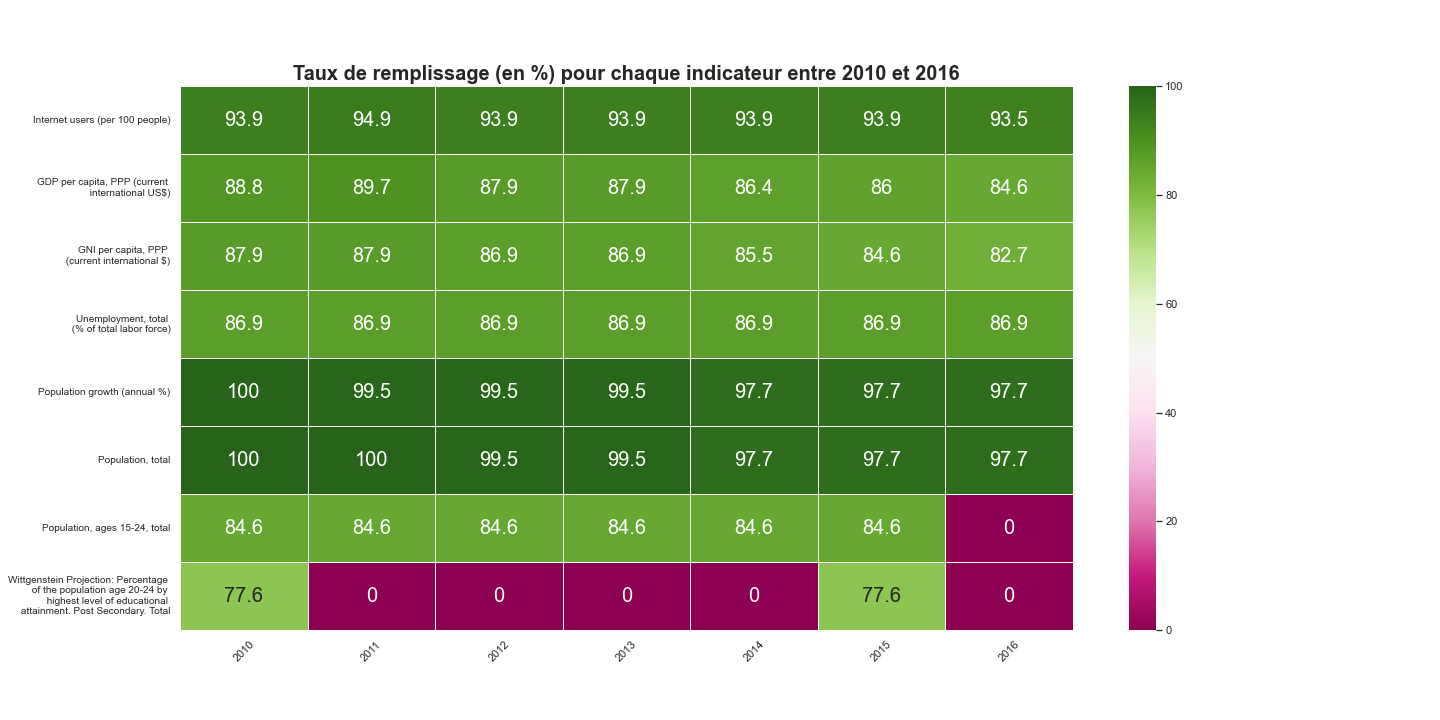 Taux de remplissage (en %) pour chaque indicateur entre 2010 et 2016
Internet users (per 100 people)
93.9 94.9 93.9 93.9 93.9 93.9 93.5
GDP per capita, PPP (current
international US$)
88.8 89.7 87.9 87.9 86.4 86 84.6
GNI per capita, PPP
(current international $)
87.9 87.9 86.9 86.9 85.5 84.6 82.7
Unemployment, total
(% of total labor force)
86.9 86.9 86.9 86.9 86.9 86.9 86.9
Population growth (annual %)
100 99.5 99.5 99.5 97.7 97.7 97.7
Population, total
100 100 99.5 99.5 97.7 97.7 97.7
Population, ages 15-24, total
84.6 84.6 84.6 84.6 84.6 84.6 0
Wittgenstein Projection: Percentage
of the population age 20-24 by
highest level of educational
attainment. Post Secondary. Total
77.6 0 0 0 0 77.6 0
2010 2011 2012 2013 2014 2015 2016
100
80
60
40
20
0